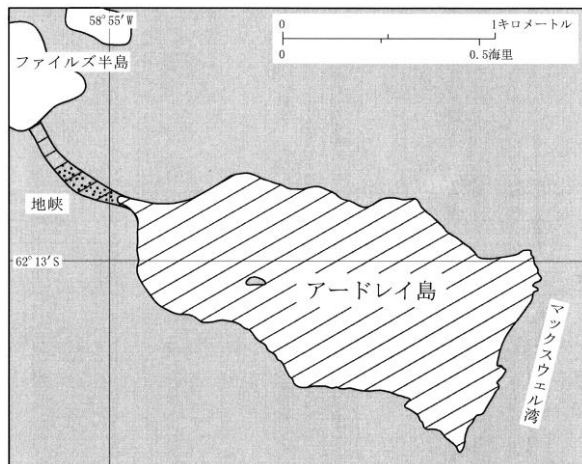 58°55′W
ファイルズ半島
0 1キロメートル
0 0.5海里
地峡
62°13′S
アードレイ島
マックスウェル湾